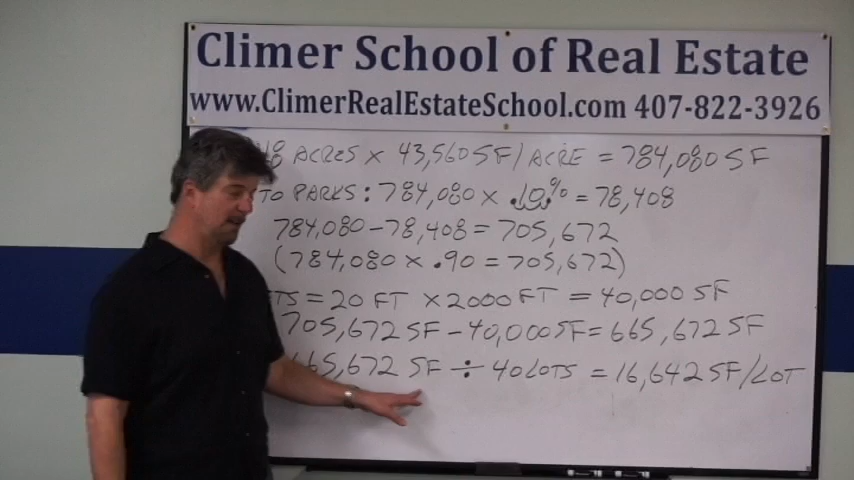 Climer School of Real Estate
www.ClimerRealEstateSchool.com 407-822-3926
18 ACRES x 43,560 SF/ACRE = 784,080 SF
TO PARKS: 784,080 x .10% = 78,408
784,080 - 78,408 = 705,672
(784,080 x .90 = 705,672)
= 20 FT x 2000 FT = 40,000 SF
705,672 SF - 40,000 SF = 665,672 SF
665,672 SF ÷ 40 LOTS = 16,642 SF/LOT